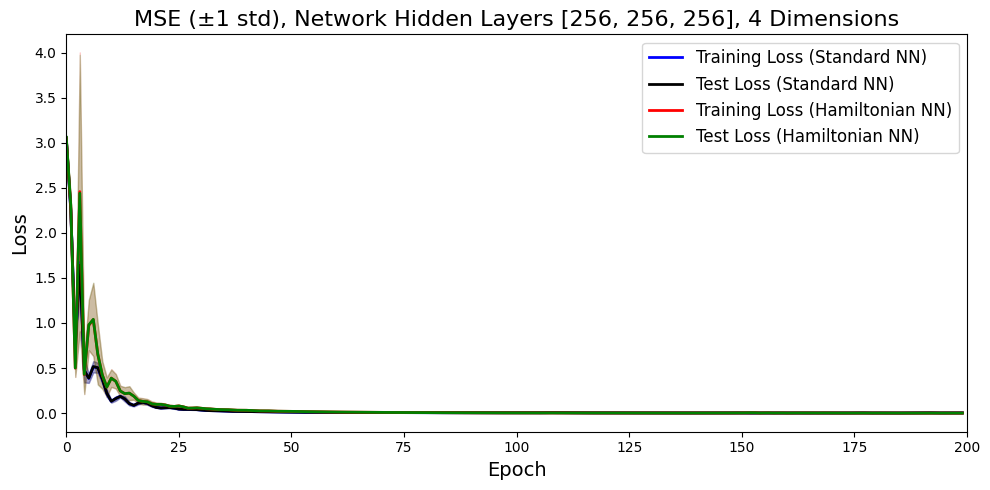 MSE (±1 std), Network Hidden Layers [256, 256, 256], 4 Dimensions
Training Loss (Standard NN)
Test Loss (Standard NN)
Training Loss (Hamiltonian NN)
Test Loss (Hamiltonian NN)
Loss
4.0
3.5
3.0
2.5
2.0
1.5
1.0
0.5
0.0
0 25 50 75 100 125 150 175 200
Epoch